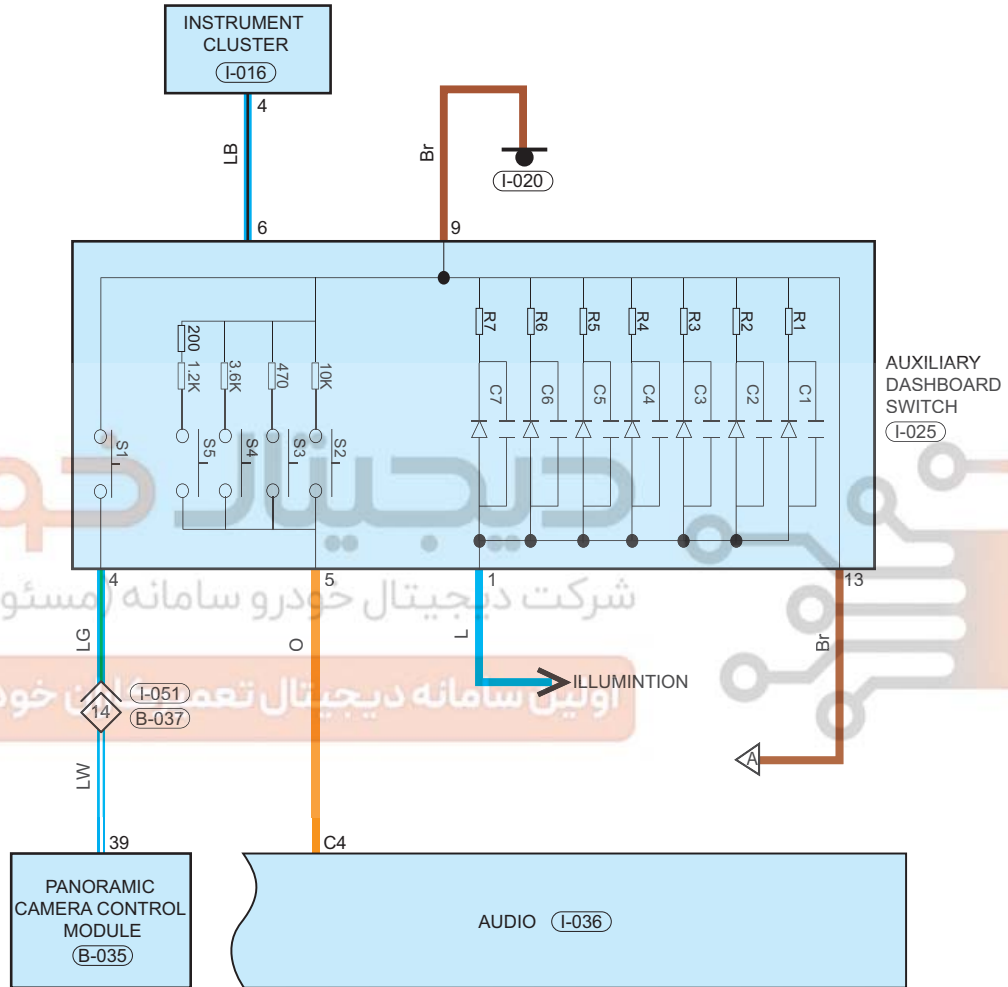 INSTRUMENT
CLUSTER
I-016
4
LB
Br
I-020
6
9
200
1.2K
3.6K
470
10K
R7
R6
R5
R4
R3
R2
R1
C7
C6
C5
C4
C3
C2
C1
S1
S5
S4
S3
S2
AUXILIARY
DASHBOARD
SWITCH
I-025
دیجیتال خو
4
5
1
13
شرکت دیجیتال خودرو سامانه (مسئو
LG
O
L
Br
ILLUMINTION
اولین سامانه دیجیتال تعمیرکاران خود
I-051
14
B-037
LW
A
39
C4
PANORAMIC
CAMERA CONTROL
MODULE
B-035
AUDIO I-036